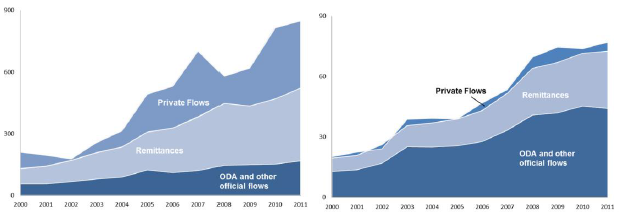 900
600
300
0
Private Flows
Remittances
ODA and other
official flows
2000 2001 2002 2003 2004 2005 2006 2007 2008 2009 2010 2011
90
60
30
0
Private Flows
Remittances
ODA and other
official flows
2000 2001 2002 2003 2004 2005 2006 2007 2008 2009 2010 2011